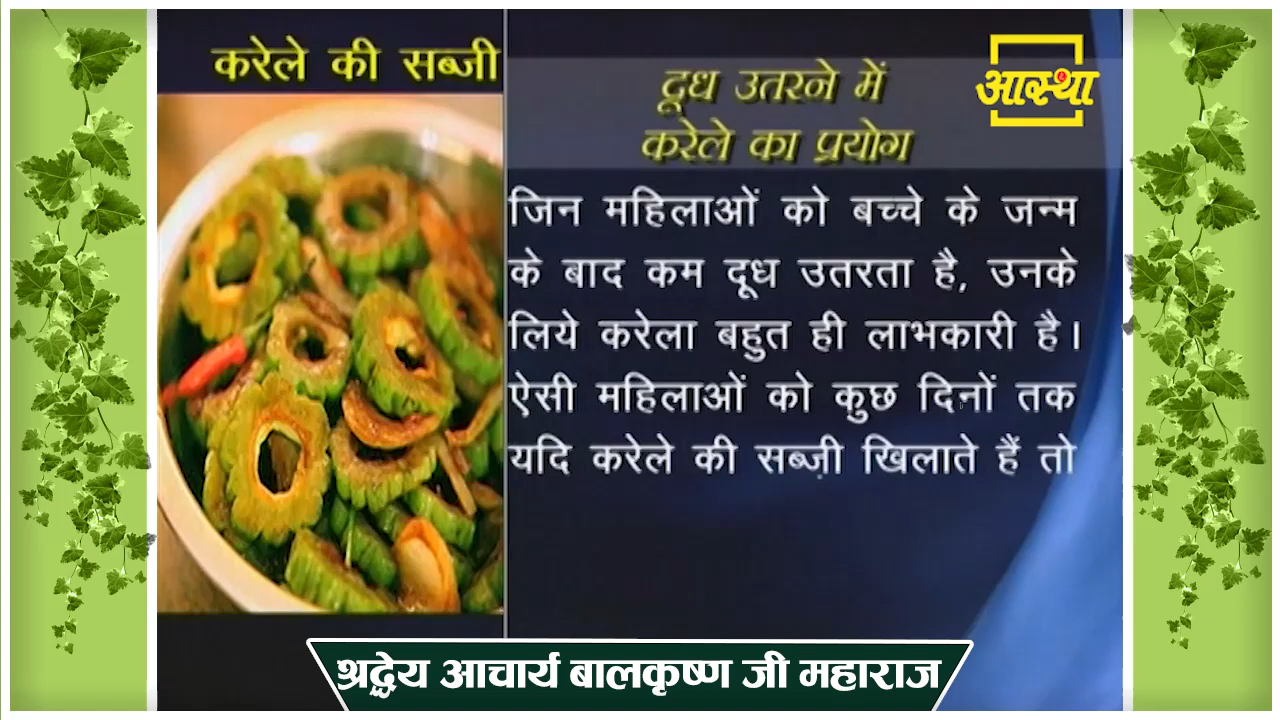 करेले की सब्जी
दूध उतरने में
करेले का प्रयोग
आस्था
जिन महिलाओं को बच्चे के जन्म
के बाद कम दूध उतरता है, उनके
लिये करेला बहुत ही लाभकारी है।
ऐसी महिलाओं को कुछ दिनों तक
यदि करेले की सब्ज़ी खिलाते हैं तो
श्रद्धेय आचार्य बालकृष्ण जी महाराज